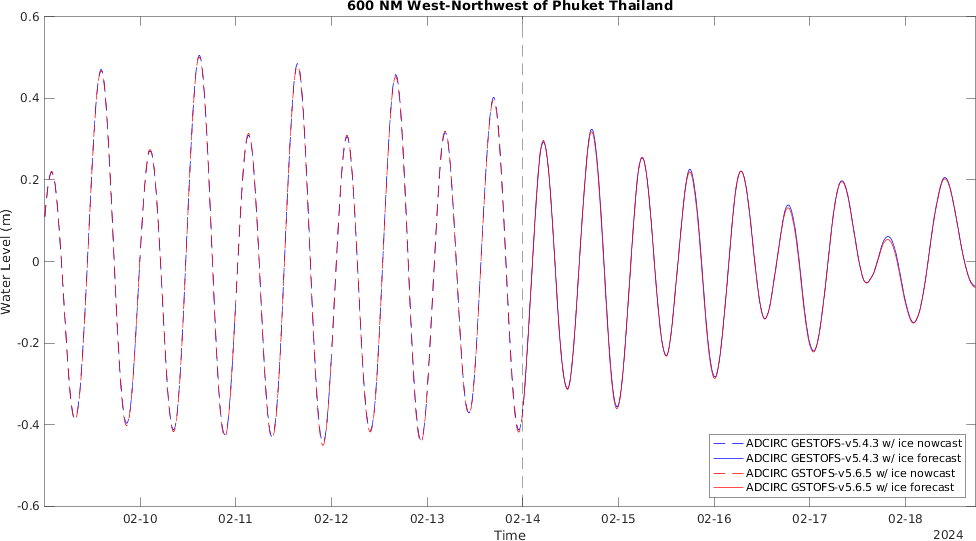 600 NM West-Northwest of Phuket Thailand
0.6
0.4
0.2
0
-0.2
-0.4
-0.6
Water Level (m)
ADCIRC GESTOFS-v5.4.3 w/ ice nowcast
ADCIRC GESTOFS-v5.4.3 w/ ice forecast
ADCIRC GSTOFS-v5.6.5 w/ ice nowcast
ADCIRC GSTOFS-v5.6.5 w/ ice forecast
02-10 02-11 02-12 02-13 02-14 02-15 02-16 02-17 02-18
Time
2024